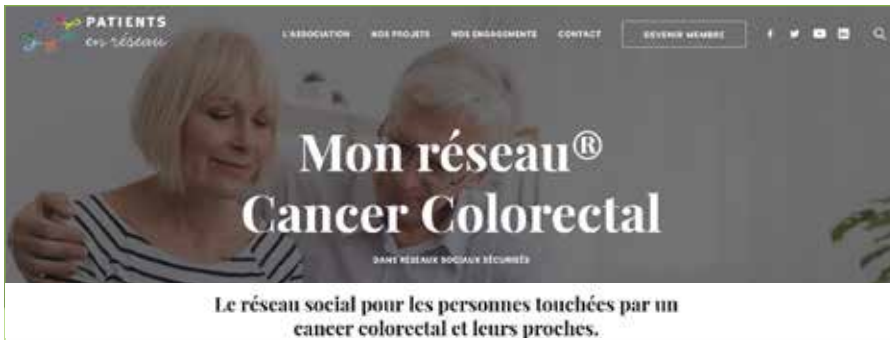 PATIENTS
en réseau
L'ASSOCIATION NOS PROJETS NOS ENGAGEMENTS CONTACT DEVENIR MEMBRE
Mon réseau®
Cancer Colorectal
DANS RÉSEAUX SOCIAUX SÉCURISÉS
Le réseau social pour les personnes touchées par un
cancer colorectal et leurs proches.